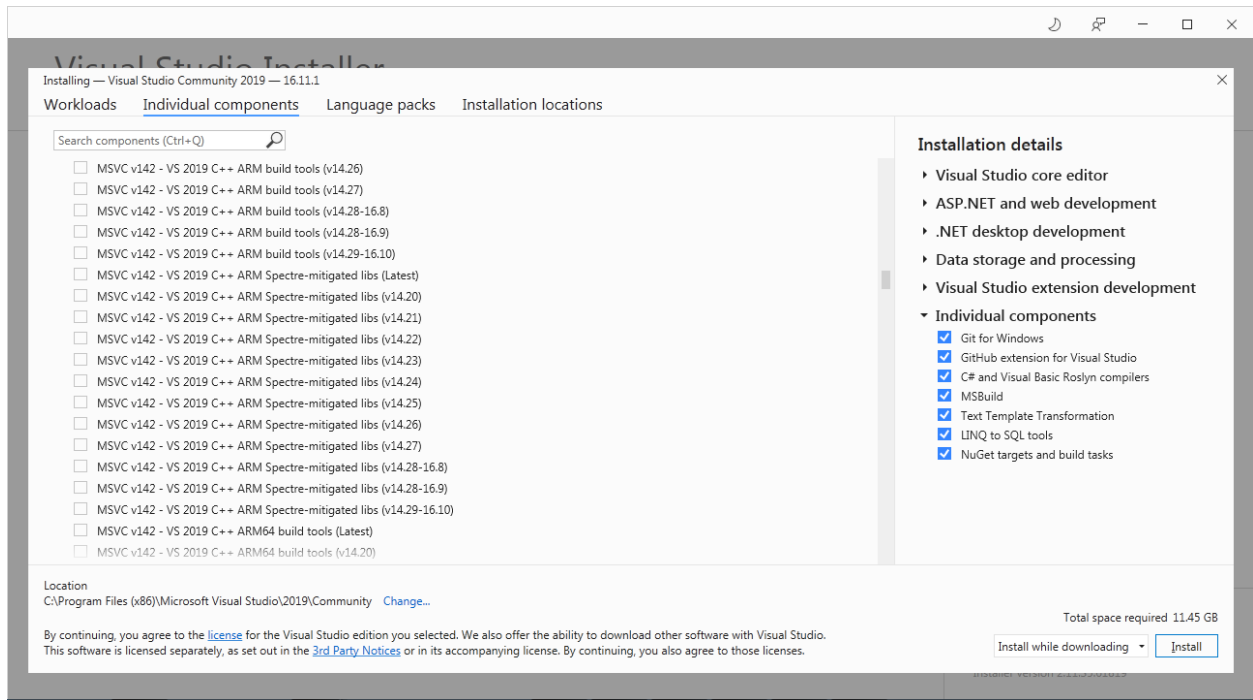 Visual Studio Installer
Installing — Visual Studio Community 2019 — 16.11.1
Workloads Individual components Language packs Installation locations
Search components (Ctrl+Q)
MSVC v142 - VS 2019 C++ ARM build tools (v14.26)
MSVC v142 - VS 2019 C++ ARM build tools (v14.27)
MSVC v142 - VS 2019 C++ ARM build tools (v14.28-16.8)
MSVC v142 - VS 2019 C++ ARM build tools (v14.28-16.9)
MSVC v142 - VS 2019 C++ ARM build tools (v14.29-16.10)
MSVC v142 - VS 2019 C++ ARM Spectre-mitigated libs (Latest)
MSVC v142 - VS 2019 C++ ARM Spectre-mitigated libs (v14.20)
MSVC v142 - VS 2019 C++ ARM Spectre-mitigated libs (v14.21)
MSVC v142 - VS 2019 C++ ARM Spectre-mitigated libs (v14.22)
MSVC v142 - VS 2019 C++ ARM Spectre-mitigated libs (v14.23)
MSVC v142 - VS 2019 C++ ARM Spectre-mitigated libs (v14.24)
MSVC v142 - VS 2019 C++ ARM Spectre-mitigated libs (v14.25)
MSVC v142 - VS 2019 C++ ARM Spectre-mitigated libs (v14.26)
MSVC v142 - VS 2019 C++ ARM Spectre-mitigated libs (v14.27)
MSVC v142 - VS 2019 C++ ARM Spectre-mitigated libs (v14.28-16.8)
MSVC v142 - VS 2019 C++ ARM Spectre-mitigated libs (v14.28-16.9)
MSVC v142 - VS 2019 C++ ARM Spectre-mitigated libs (v14.29-16.10)
MSVC v142 - VS 2019 C++ ARM64 build tools (Latest)
MSVC v142 - VS 2019 C++ ARM64 build tools (v14.20)
Installation details
Visual Studio core editor
ASP.NET and web development
.NET desktop development
Data storage and processing
Visual Studio extension development
Individual components
Git for Windows
GitHub extension for Visual Studio
C# and Visual Basic Roslyn compilers
MSBuild
Text Template Transformation
LINQ to SQL tools
NuGet targets and build tasks
Location
C:\Program Files (x86)\Microsoft Visual Studio\2019\Community Change...
By continuing, you agree to the license for the Visual Studio edition you selected. We also offer the ability to download other software with Visual Studio.
This software is licensed separately, as set out in the 3rd Party Notices or in its accompanying license. By continuing, you also agree to those licenses.
Total space required 11.45 GB
Install while downloading Install